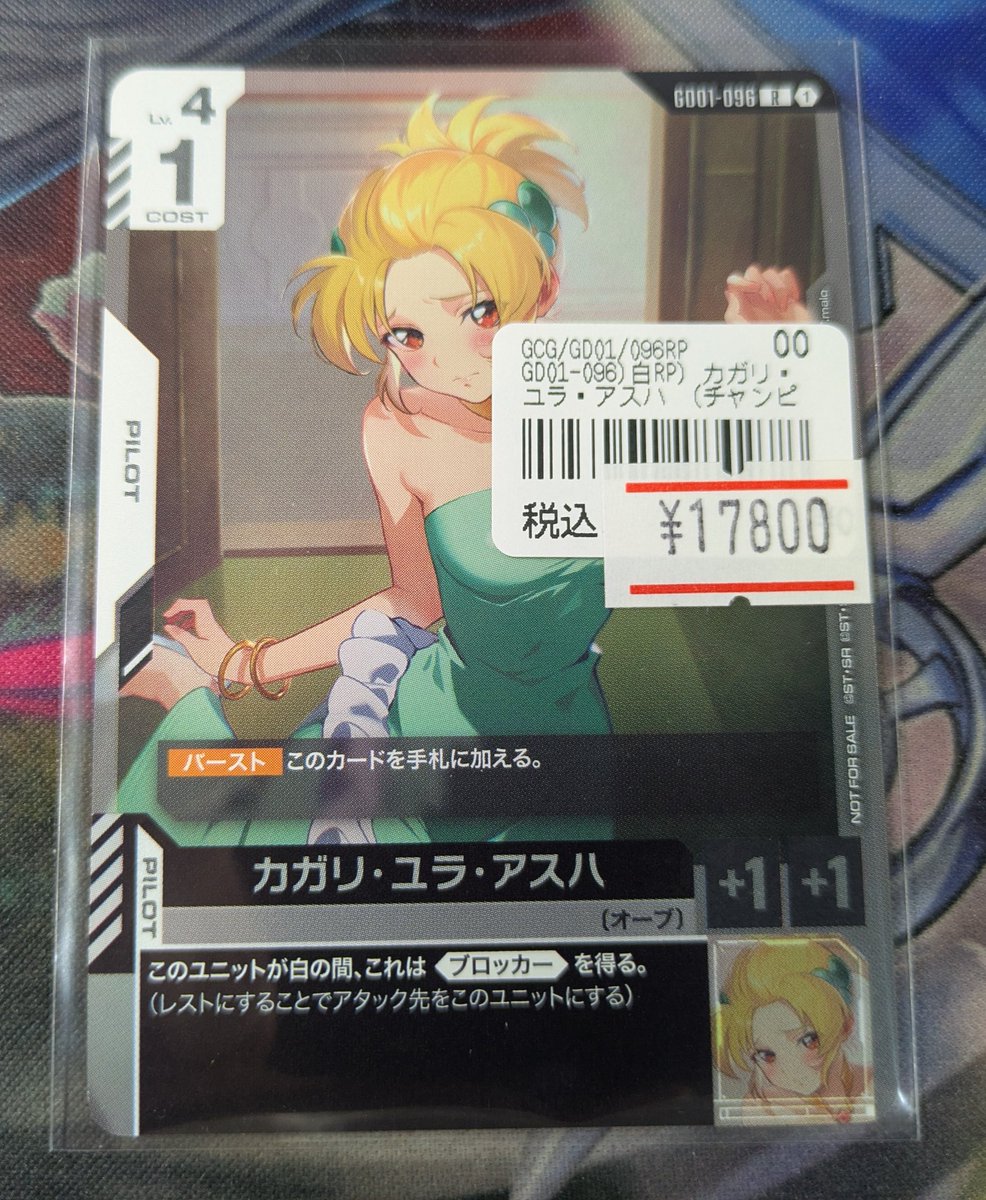 Lv. 4
1
COST
GD01-096 R 1
PILOT
GCG/GD01/096RP 00
GD01-096)白RP) カガリ・
ユラ・アスハ (チャンピ
税込
¥17800
NOT FOR SALE ©ST・SR ©ST・
バースト このカードを手札に加える。
PILOT
カガリ・ユラ・アスハ
+1 +1
〔オーブ〕
このユニットが白の間、これは ブロッカー を得る。
(レストにすることでアタック先をこのユニットにする)